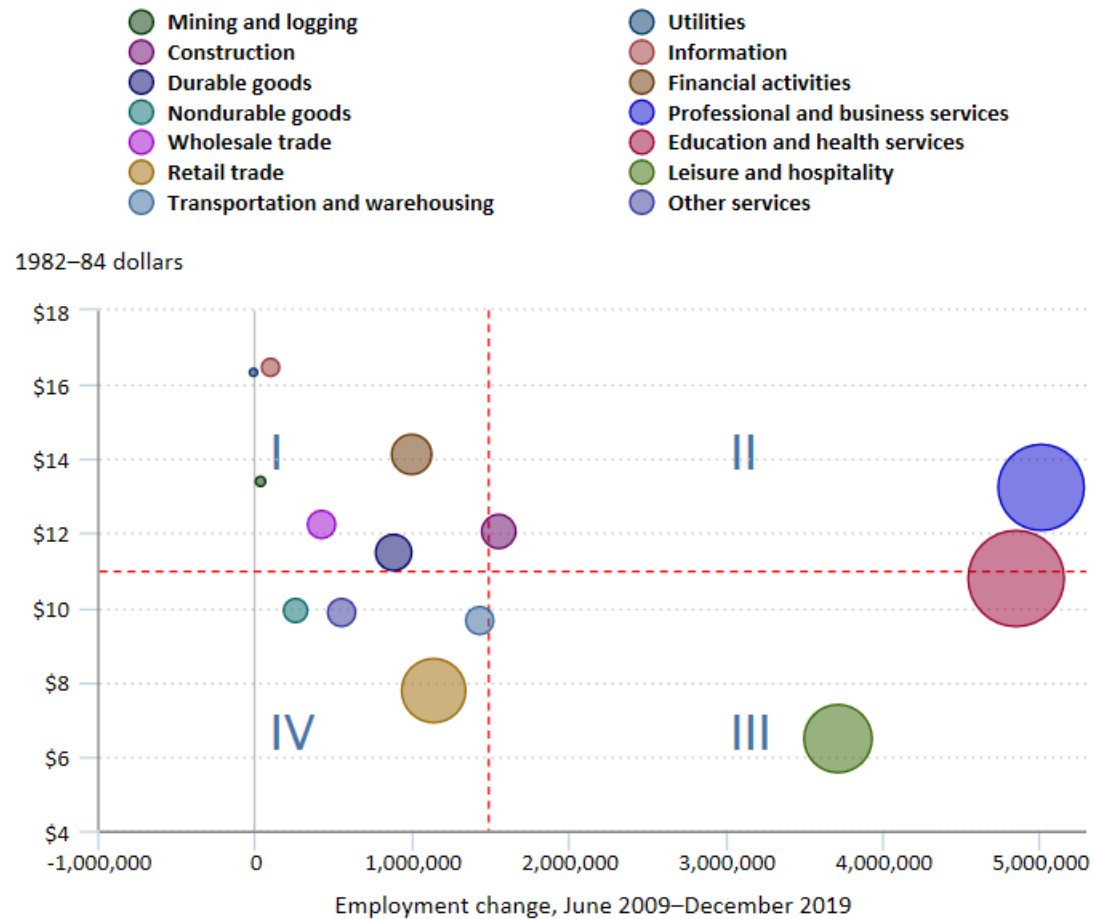 Mining and logging
Construction
Durable goods
Nondurable goods
Wholesale trade
Retail trade
Transportation and warehousing
Utilities
Information
Financial activities
Professional and business services
Education and health services
Leisure and hospitality
Other services
1982–84 dollars
$18
$16
$14
$12
$10
$8
$6
$4
I
II
IV
III
-1,000,000
0
1,000,000
2,000,000
3,000,000
4,000,000
5,000,000
Employment change, June 2009–December 2019